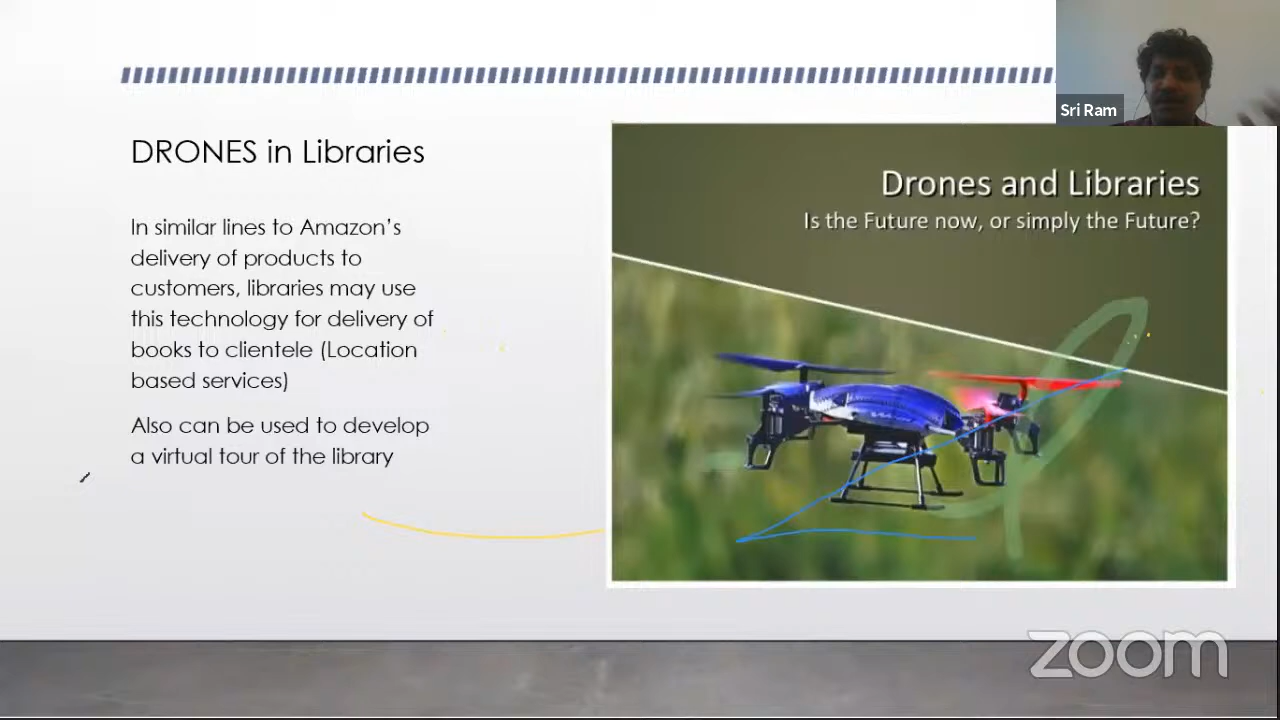 Sri Ram
DRONES in Libraries
In similar lines to Amazon’s
delivery of products to
customers, libraries may use
this technology for delivery of
books to clientele (Location
based services)
Also can be used to develop
a virtual tour of the library
Drones and Libraries
Is the Future now, or simply the Future?
zoom